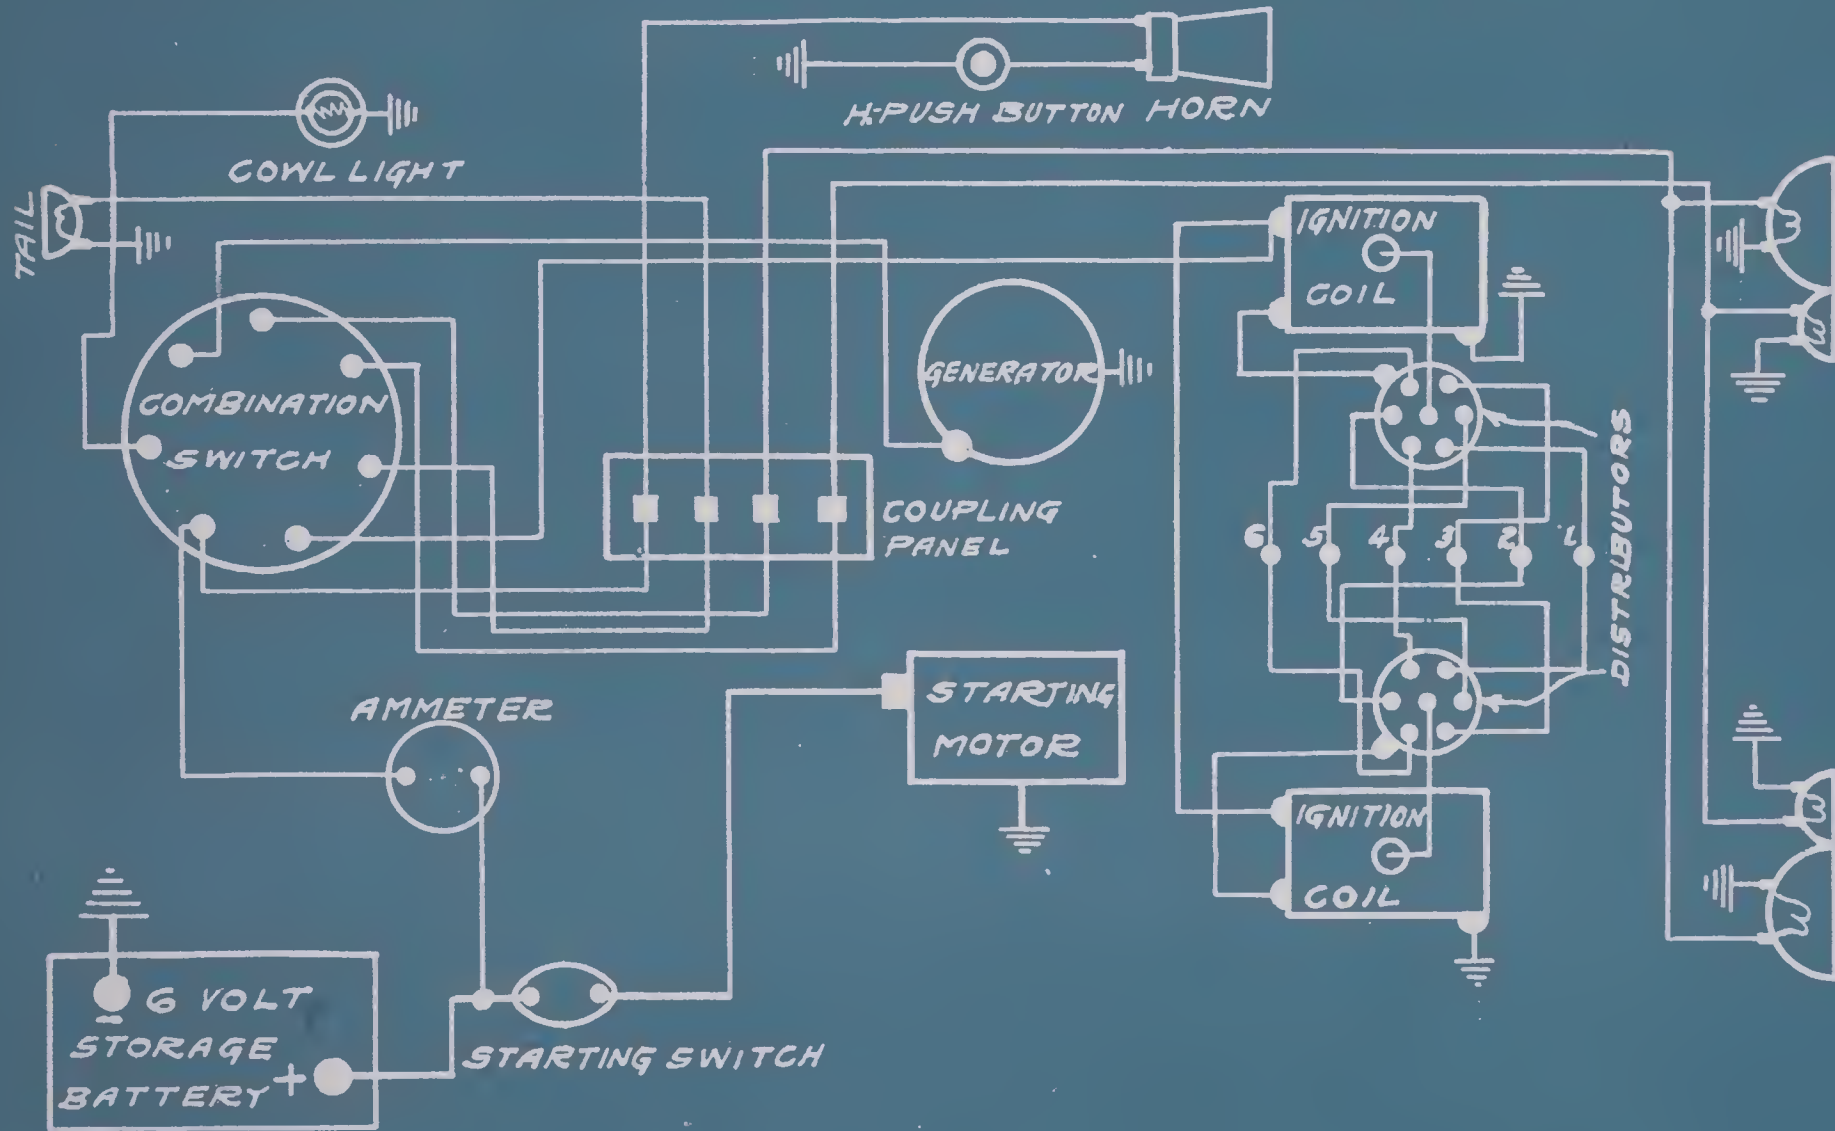 H-PUSH BUTTON HORN
COWL LIGHT
TAIL
IGNITION
COIL
GENERATOR
COMBINATION
SWITCH
COUPLING
PANEL
DISTRIBUTORS
6 5 4 3 2 1
AMMETER
STARTING
MOTOR
IGNITION
COIL
6 VOLT
-
STORAGE
BATTERY +
STARTING SWITCH